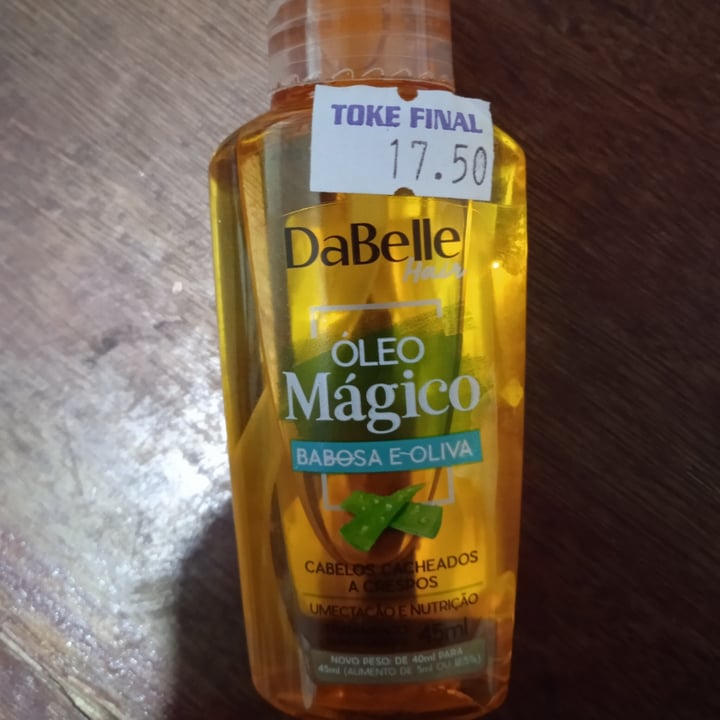 TOKE FINAL
17.50
DaBelle
Hair
ÓLEO
Mágico
BABOSA E OLIVA
CABELOS CACHEADOS
A CRESPOS
UMECTAÇÃO E NUTRIÇÃO
45ml
NOVO PESO: DE 40ml PARA
45ml (AUMENTO DE 5ml OU 12,5%)